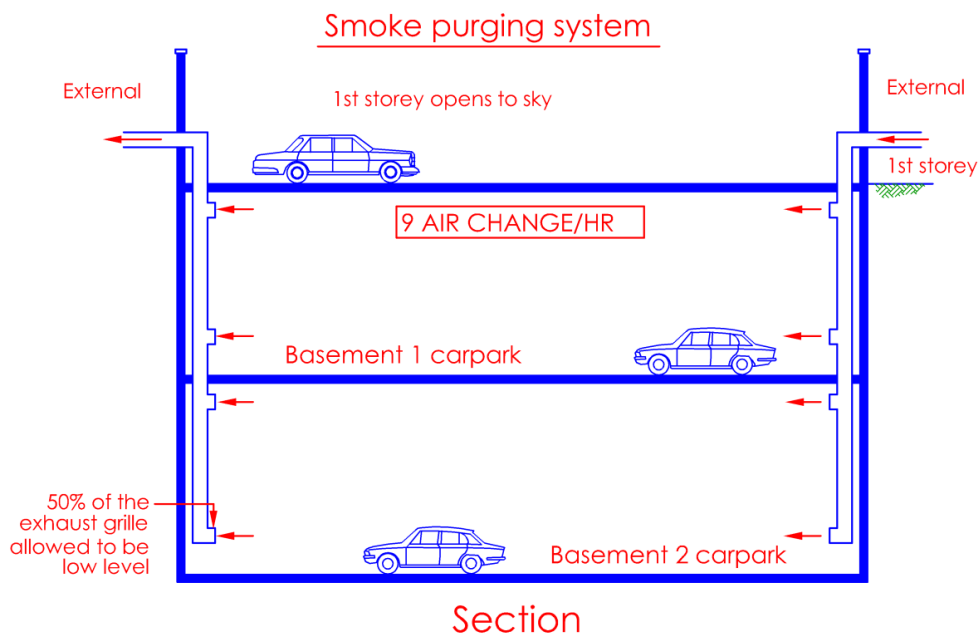 Smoke purging system
External
1st storey opens to sky
External
1st storey
9 AIR CHANGE/HR
Basement 1 carpark
50% of the
exhaust grille
allowed to be
low level
Basement 2 carpark
Section